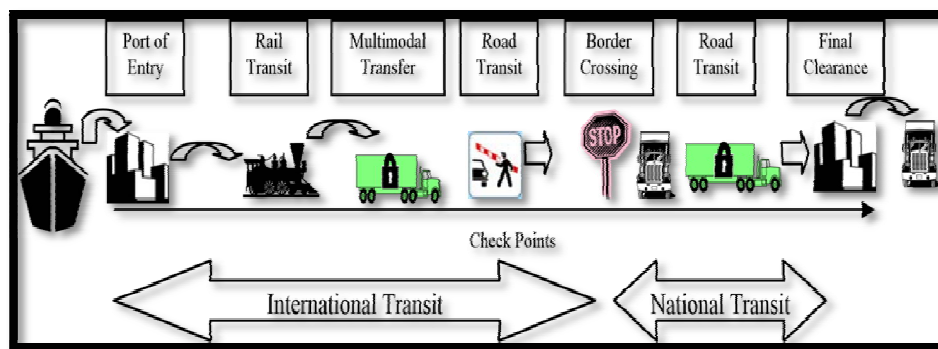 Port of
Entry
Rail
Transit
Multimodal
Transfer
Road
Transit
Border
Crossing
Road
Transit
Final
Clearance
STOP
Check Points
International Transit
National Transit